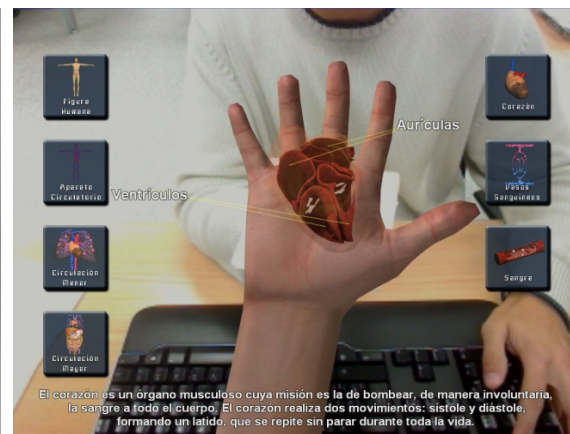 Figura
Humana
Aparato
Circulatorio
Circulación
Menor
Circulación
Mayor
Aurículas
Ventrículos
Corazón
Vasos
Sanguíneos
Sangre
El corazón es un órgano musculoso cuya misión es la de bombear, de manera involuntaria,
la sangre a todo el cuerpo. El corazón realiza dos movimientos: sístole y diástole,
formando un latido, que se repite sin parar durante toda la vida.